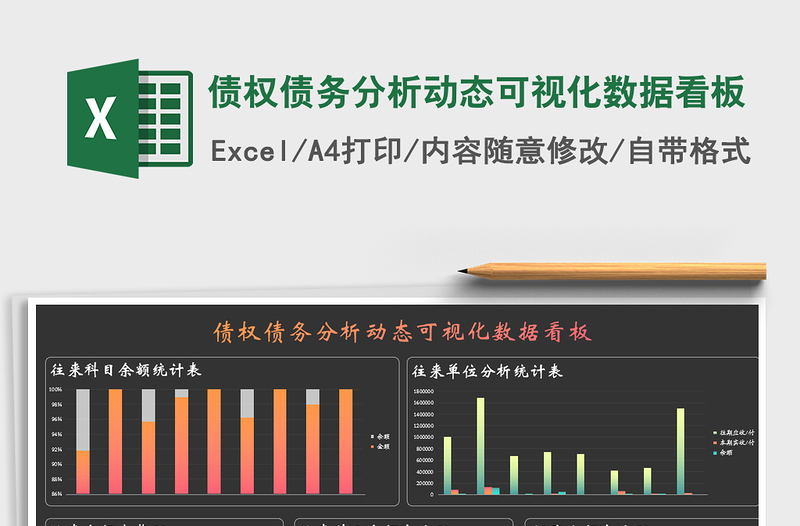 X
债权债务分析动态可视化数据看板
Excel/A4打印/内容随意修改/自带格式
债权债务分析动态可视化数据看板
往来科目余额统计表
100%
98%
96%
94%
92%
90%
88%
86%
余额
金额
往来单位分析统计表
1800000
1600000
1400000
1200000
1000000
800000
600000
400000
200000
0
往期应收/付
本期实收/付
余额